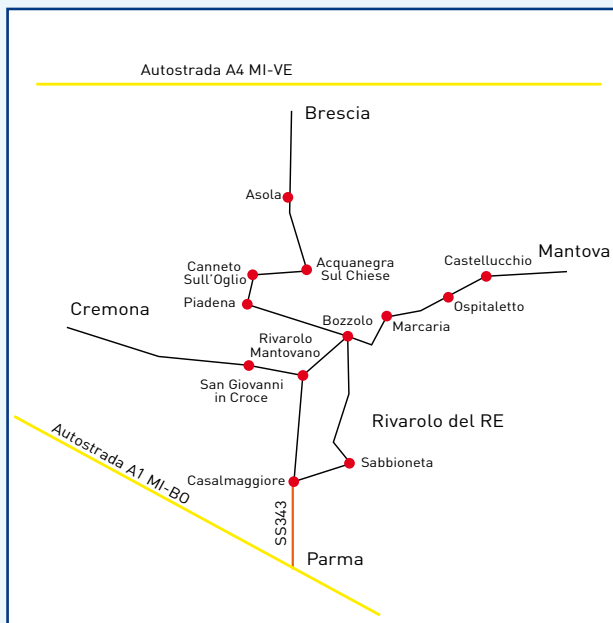 Autostrada A4 MI-VE
Brescia
Asola
Mantova
Castellucchio
Canneto
Sull'Oglio
Acquanegra
Sul Chiese
Ospitaletto
Piadena
Cremona
Bozzolo
Marcaria
Rivarolo
Mantovano
San Giovanni
in Croce
Rivarolo del RE
Autostrada A1 MI-BO
Sabbioneta
Casalmaggiore
SS343
Parma